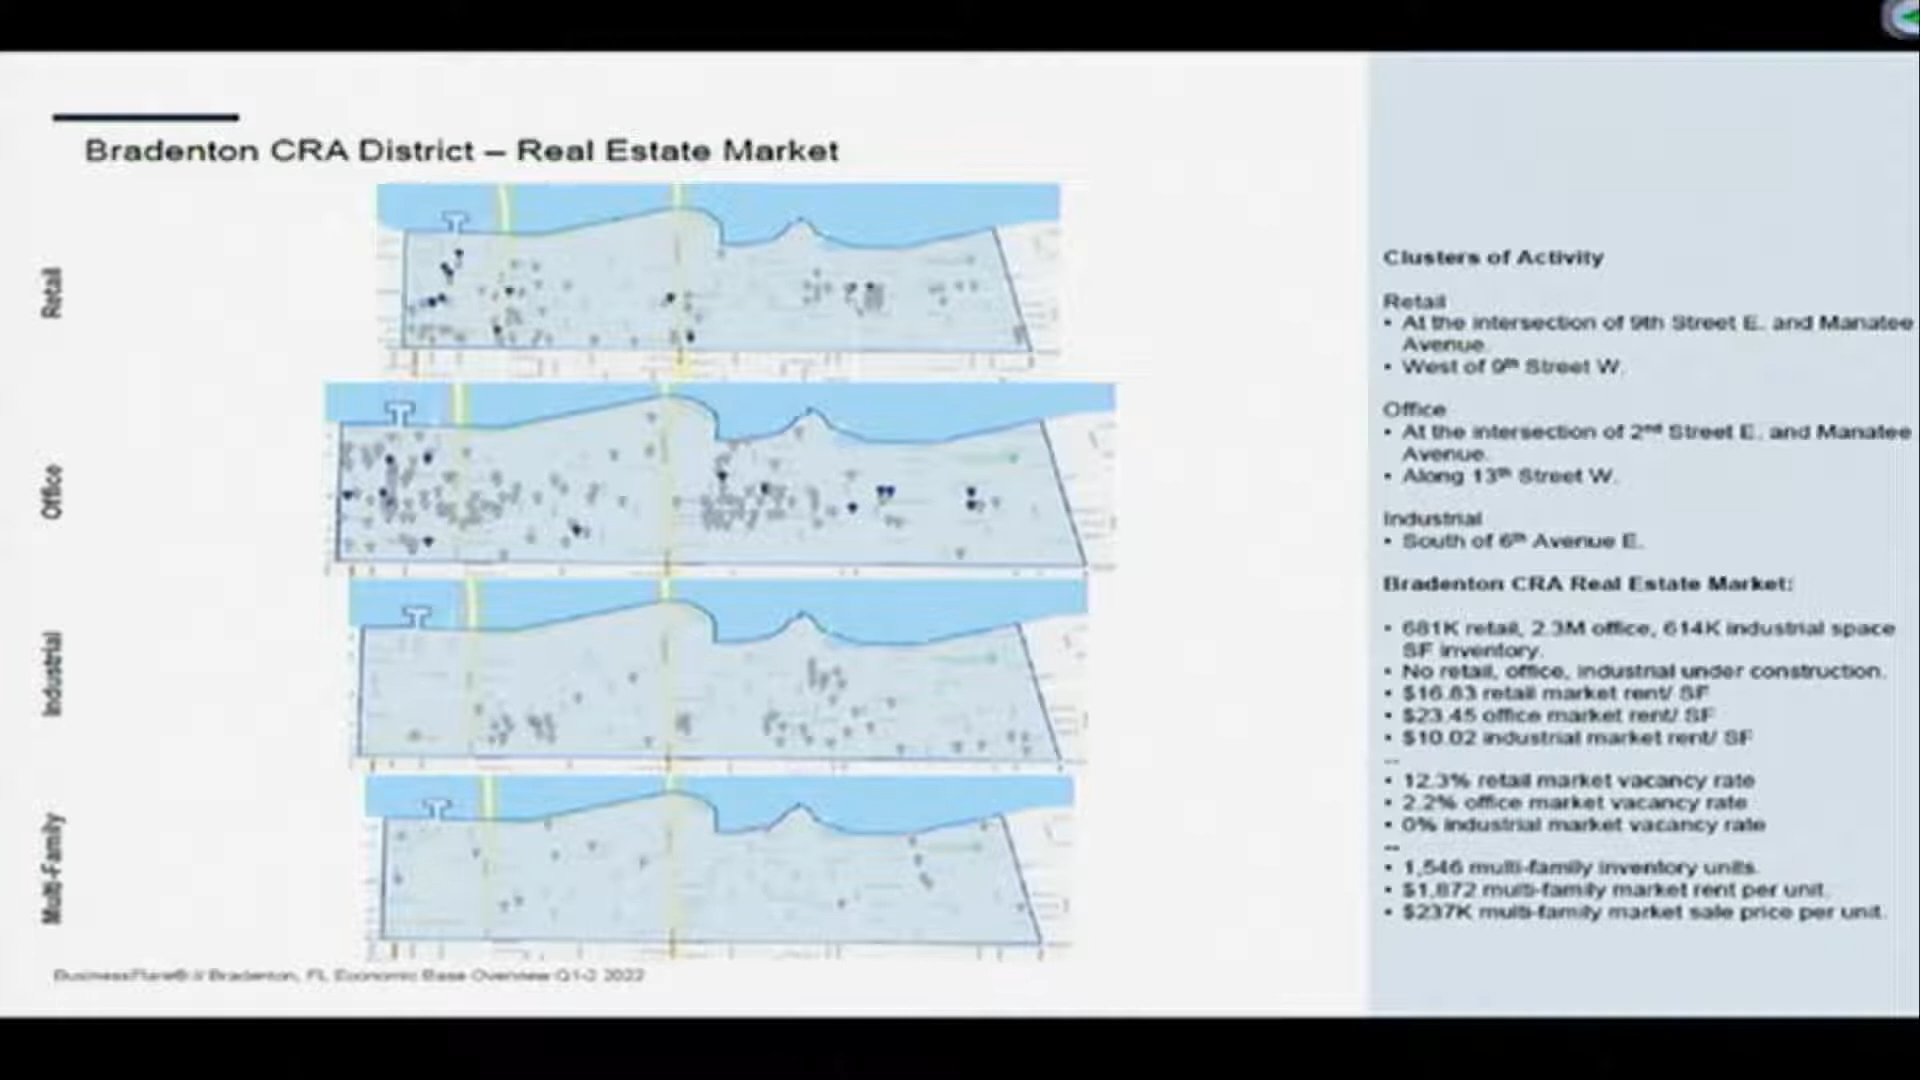 Bradenton CRA District – Real Estate Market
Retail
Office
Industrial
Multi-Family
BusinessFlare® // Bradenton, FL Economic Base Overview Q1-2 2022
Clusters of Activity
Retail
• At the intersection of 9th Street E. and Manatee
Avenue.
• West of 9th Street W.
Office
• At the intersection of 2nd Street E. and Manatee
Avenue.
• Along 13th Street W.
Industrial
• South of 6th Avenue E.
Bradenton CRA Real Estate Market:
• 681K retail, 2.3M office, 614K industrial space
SF inventory.
• No retail, office, industrial under construction.
• $16.83 retail market rent/ SF
• $23.45 office market rent/ SF
• $10.02 industrial market rent/ SF
--
• 12.3% retail market vacancy rate
• 2.2% office market vacancy rate
• 0% industrial market vacancy rate
--
• 1,546 multi-family inventory units.
• $1,872 multi-family market rent per unit.
• $237K multi-family market sale price per unit.